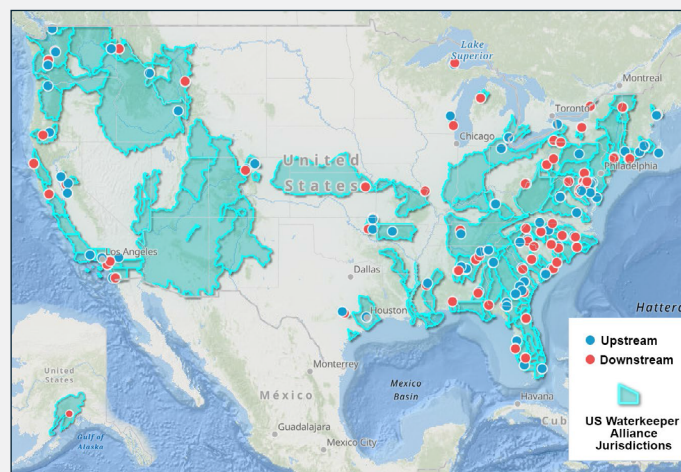 Lake
Superior
Montreal
Toronto
Chicago
United
States
Philadelphia
Los Angeles
Dallas
Houston
Hattera
Upstream
Downstream
US Waterkeeper
Alliance
Jurisdictions
United
States
Gulf of
Alaska
Monterrey
México
Mexico
Basin
Havana
Cub
Guadalajara
Mexico City